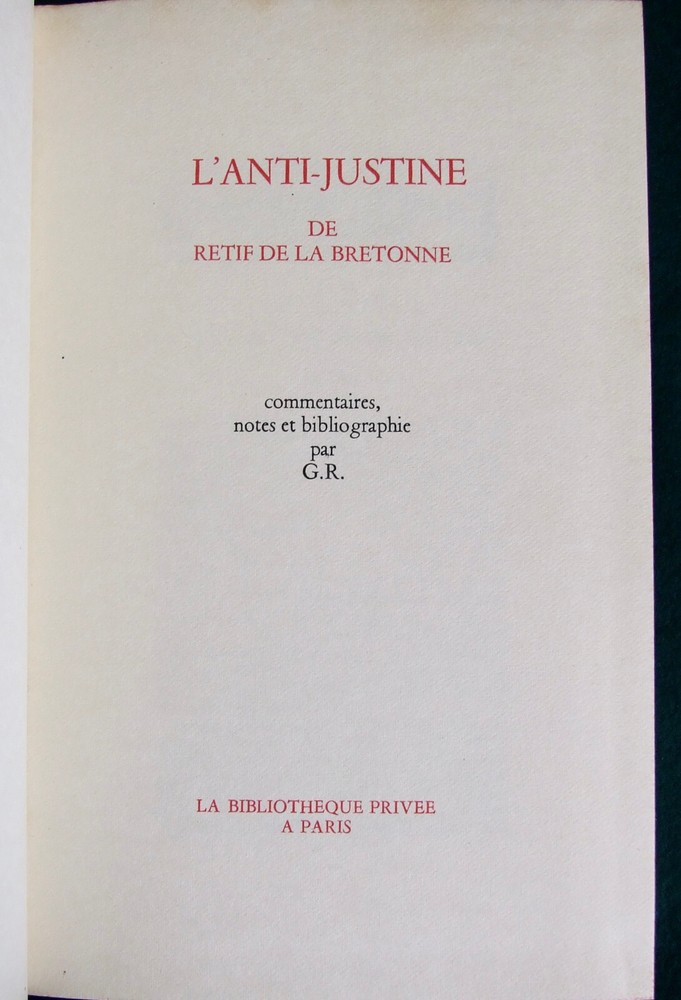 L'ANTI-JUSTINE
DE
RETIF DE LA BRETONNE
commentaires,
notes et bibliographie
par
G.R.
LA BIBLIOTHEQUE PRIVEE
A PARIS